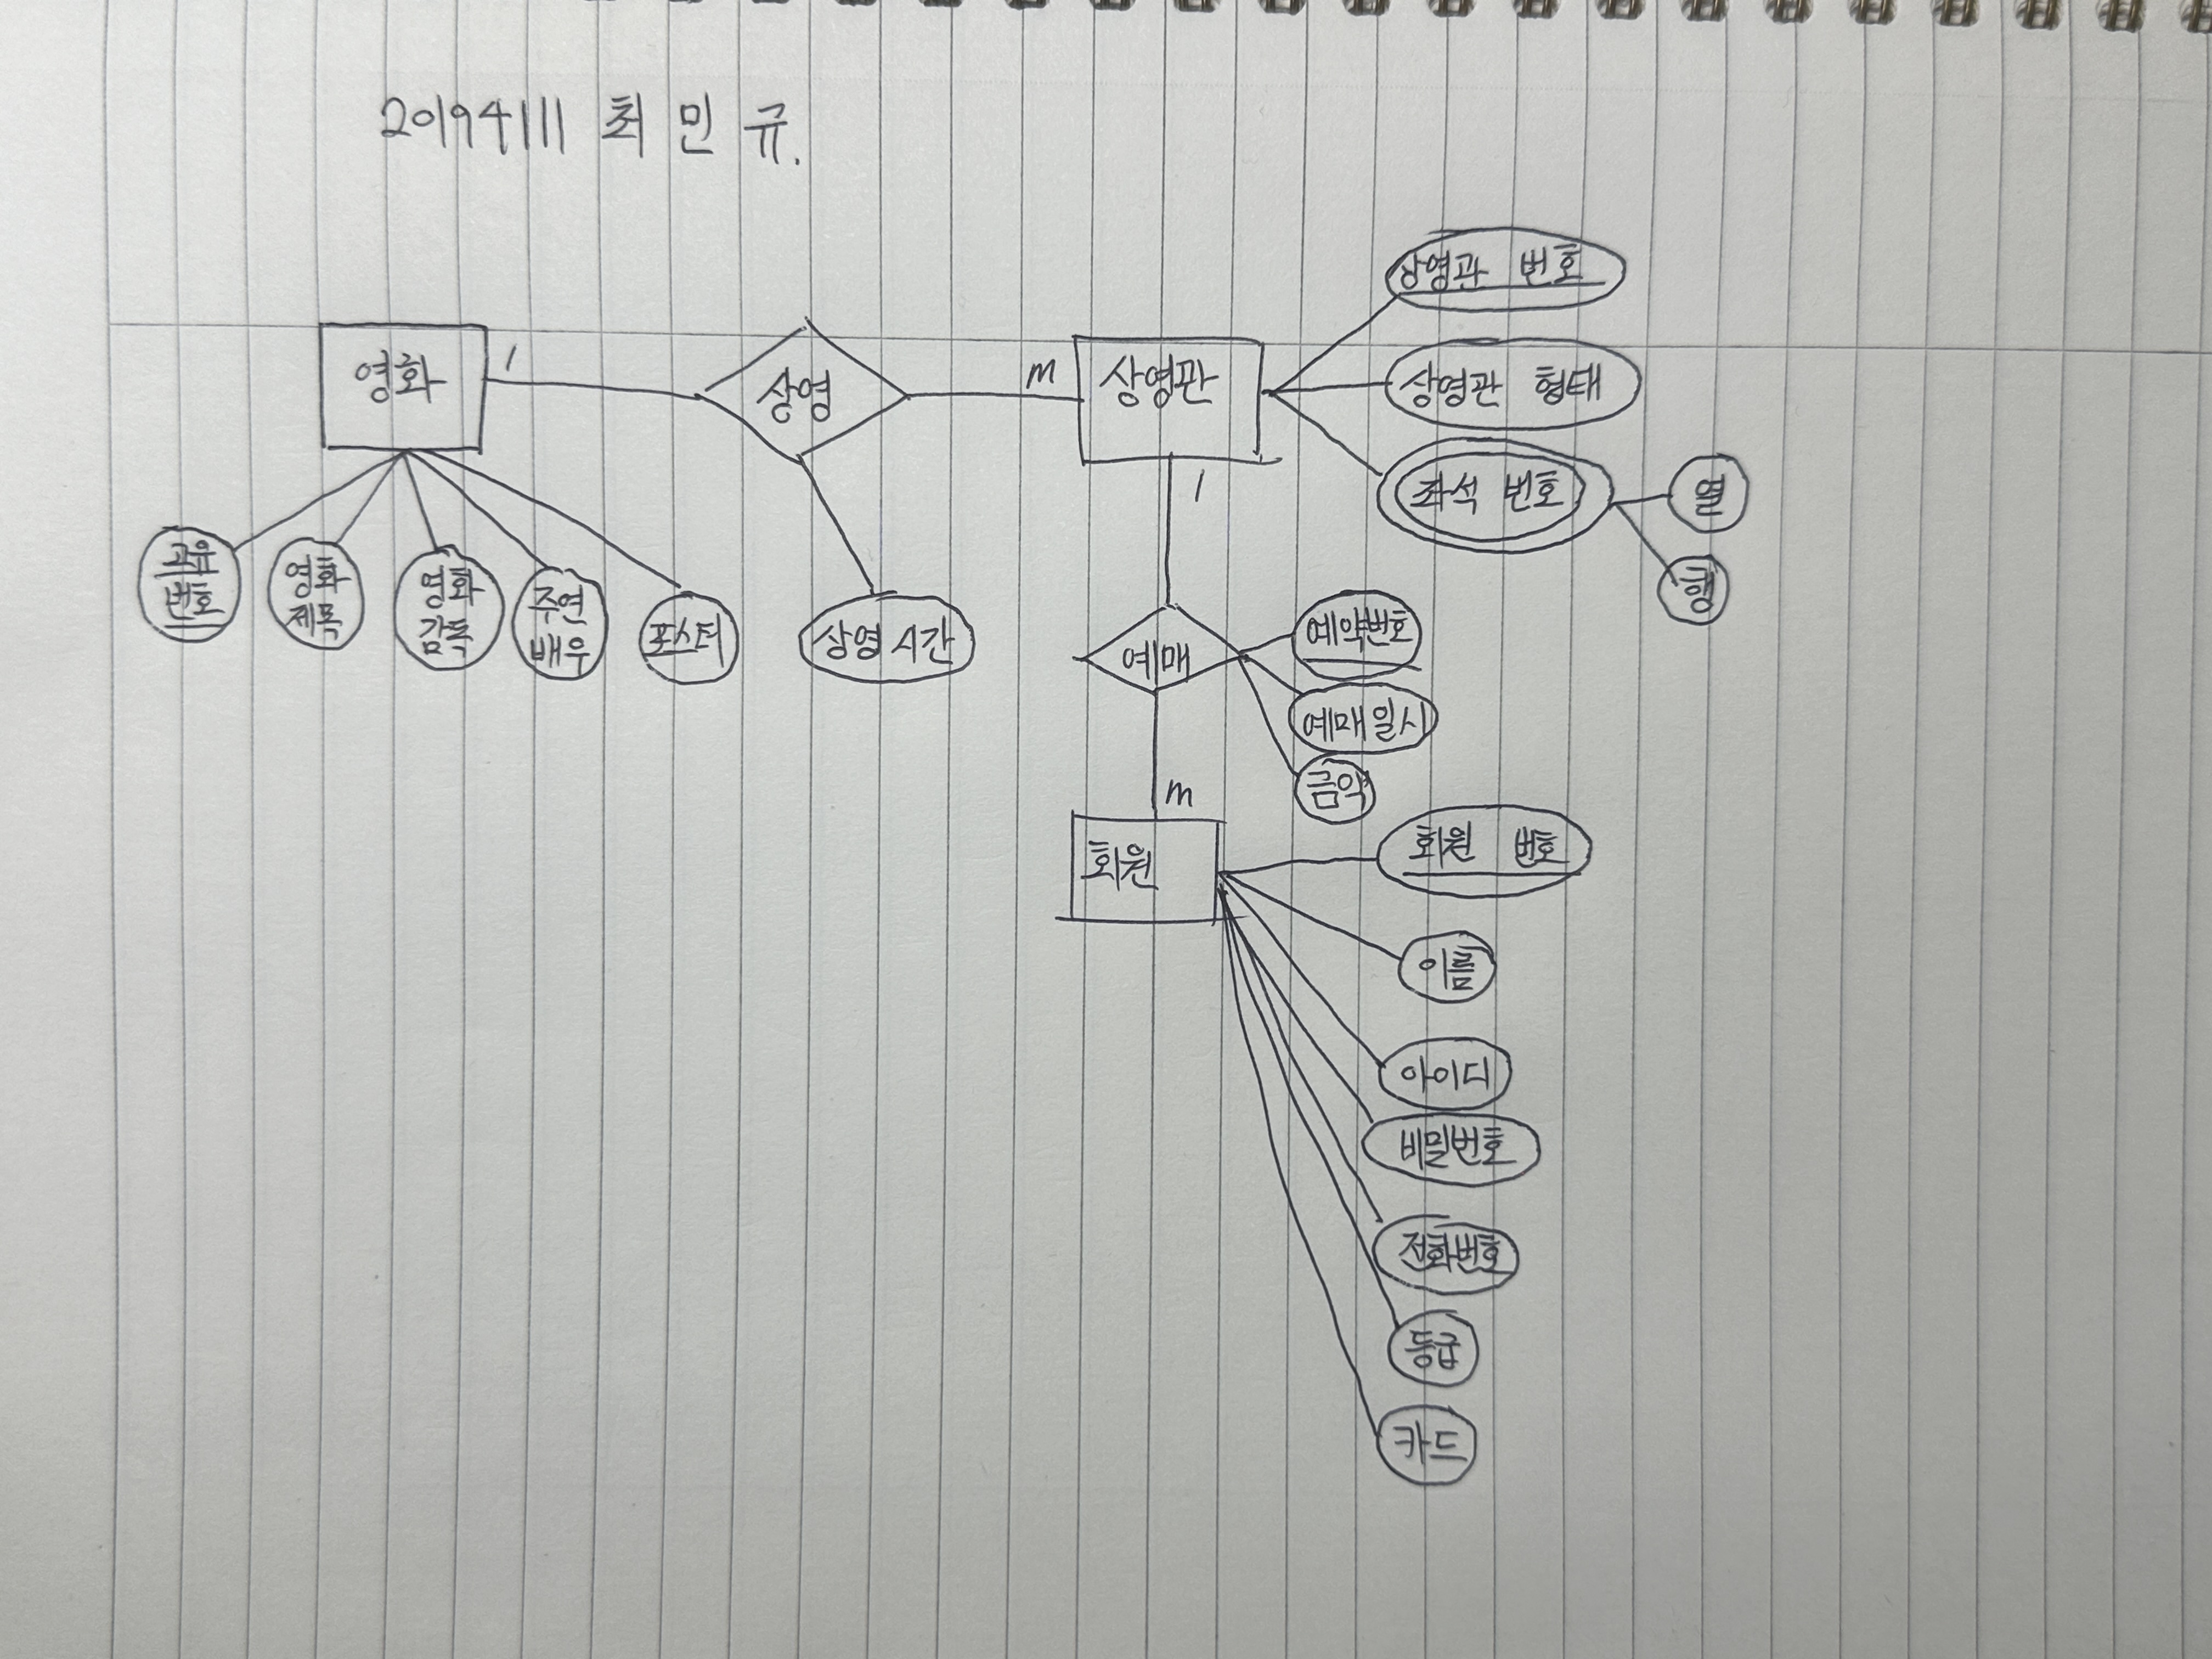 20194111 최 민 규.
영화
1
상영
m
상영관
상영관 번호
상영관 형태
좌석 번호
열
행
고유
번호
영화
제목
영화
감독
주연
배우
포스터
상영 시간
1
예매
예약번호
예매일시
금액
m
회원
회원 번호
이름
아이디
비밀번호
전화번호
등급
카드